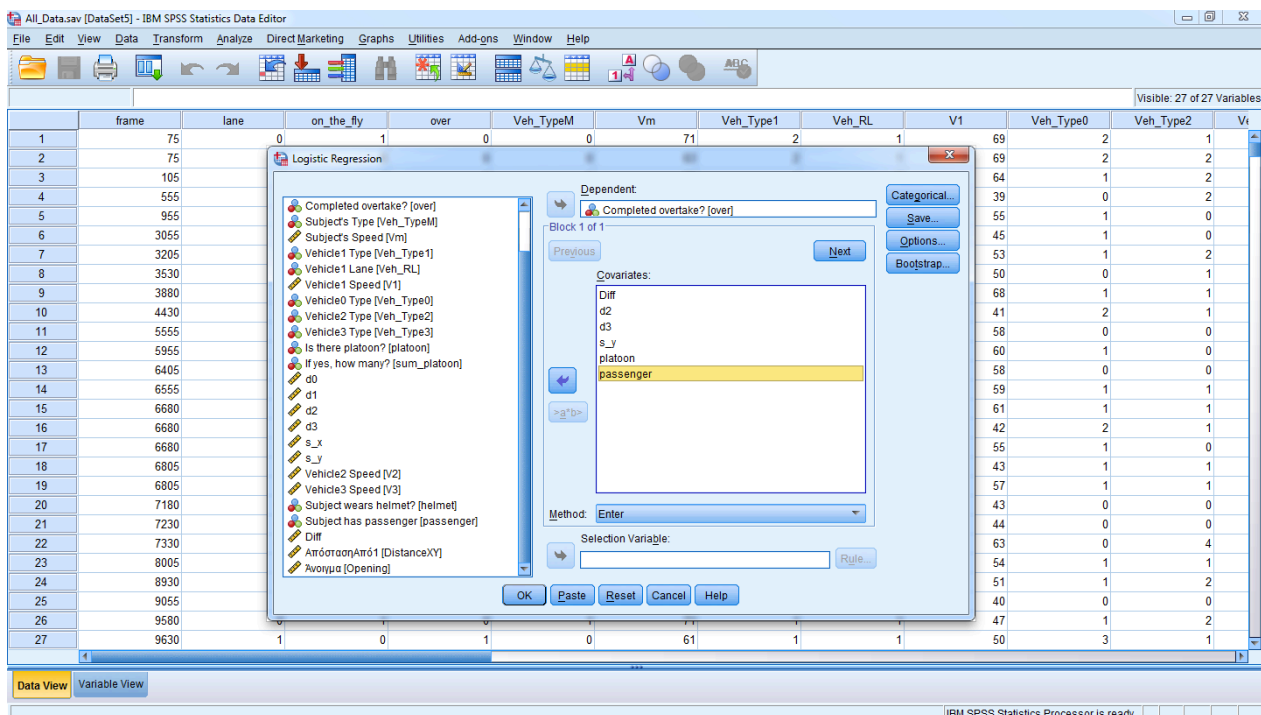 All_Data.sav [DataSet5] - IBM SPSS Statistics Data Editor
File Edit View Data Transform Analyze Direct Marketing Graphs Utilities Add-ons Window Help
Visible: 27 of 27 Variables
frame lane on_the_fly over Veh_TypeM Vm Veh_Type1 Veh_RL V1 Veh_Type0 Veh_Type2
1 75 0 1 0 0 71 2 1 69 2 1
2 75 69 2 2
3 105 64 1 2
4 555 39 0 2
5 955 55 1 0
6 3055 45 1 0
7 3205 53 1 2
8 3530 50 0 1
9 3880 68 1 1
10 4430 41 2 1
11 5555 58 0 0
12 5955 60 1 0
13 6405 58 0 0
14 6555 59 1 1
15 6680 61 1 1
16 6680 42 2 1
17 6680 55 1 0
18 6805 43 1 1
19 6805 57 1 1
20 7180 43 0 0
21 7230 44 0 0
22 7330 63 0 4
23 8005 54 1 1
24 8930 51 1 2
25 9055 40 0 0
26 9580 47 1 2
27 9630 1 0 1 0 61 1 1 50 3 1
Logistic Regression
Completed overtake? [over]
Subject's Type [Veh_TypeM]
Subject's Speed [Vm]
Vehicle1 Type [Veh_Type1]
Vehicle1 Lane [Veh_RL]
Vehicle1 Speed [V1]
Vehicle0 Type [Veh_Type0]
Vehicle2 Type [Veh_Type2]
Vehicle3 Type [Veh_Type3]
Is there platoon? [platoon]
If yes, how many? [sum_platoon]
d0
d1
d2
d3
s_x
s_y
Vehicle2 Speed [V2]
Vehicle3 Speed [V3]
Subject wears helmet? [helmet]
Subject has passenger [passenger]
Diff
ΑπόστασηΑπό1 [DistanceXY]
Άνοιγμα [Opening]
Dependent:
Completed overtake? [over]
Block 1 of 1
Previous
Next
Covariates:
Diff
d2
d3
s_y
platoon
passenger
>a*b>
Method: Enter
Selection Variable:
Rule...
Categorical...
Save...
Options...
Bootstrap...
OK Paste Reset Cancel Help
Data View Variable View
IBM SPSS Statistics Processor is ready